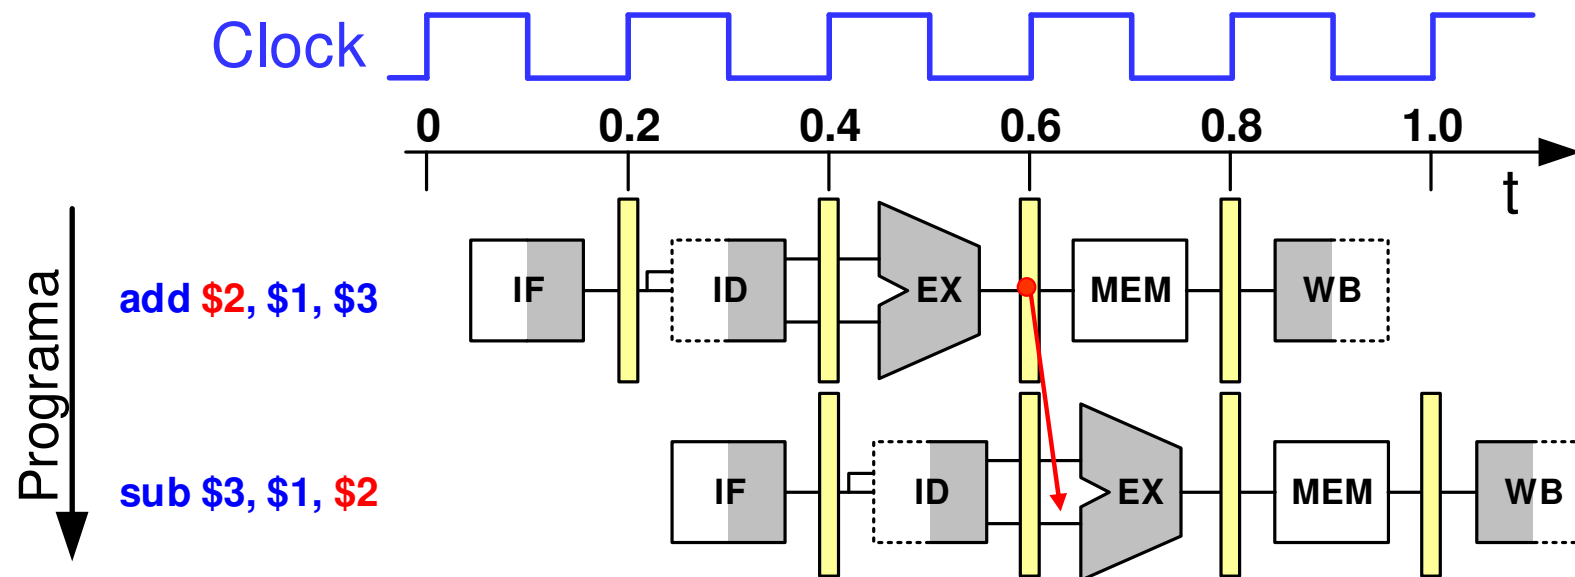 Clock
0 0.2 0.4 0.6 0.8 1.0
t
Programa
add $2, $1, $3
IF ID EX MEM WB
sub $3, $1, $2
IF ID EX MEM WB